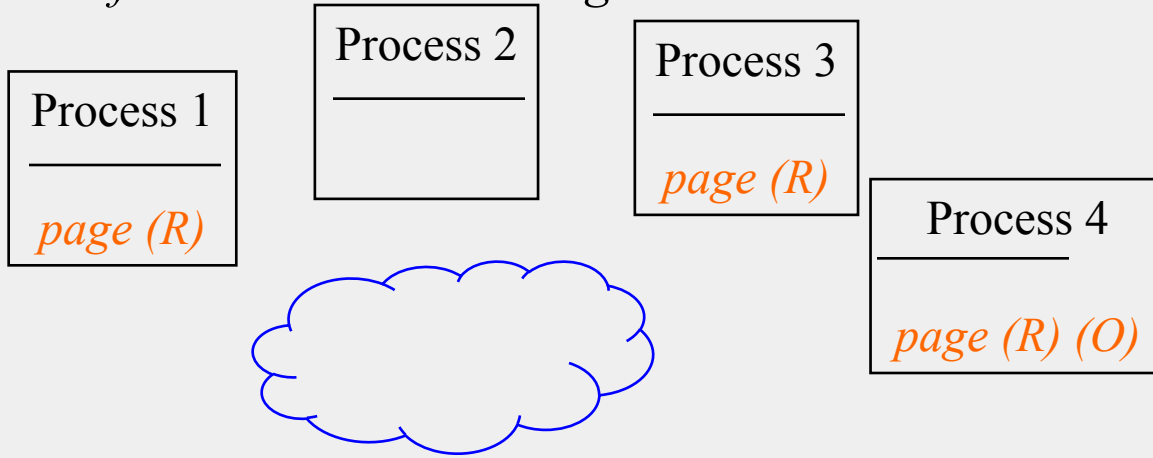 Process 1
page (R)
Process 2
Process 3
page (R)
Process 4
page (R) (O)